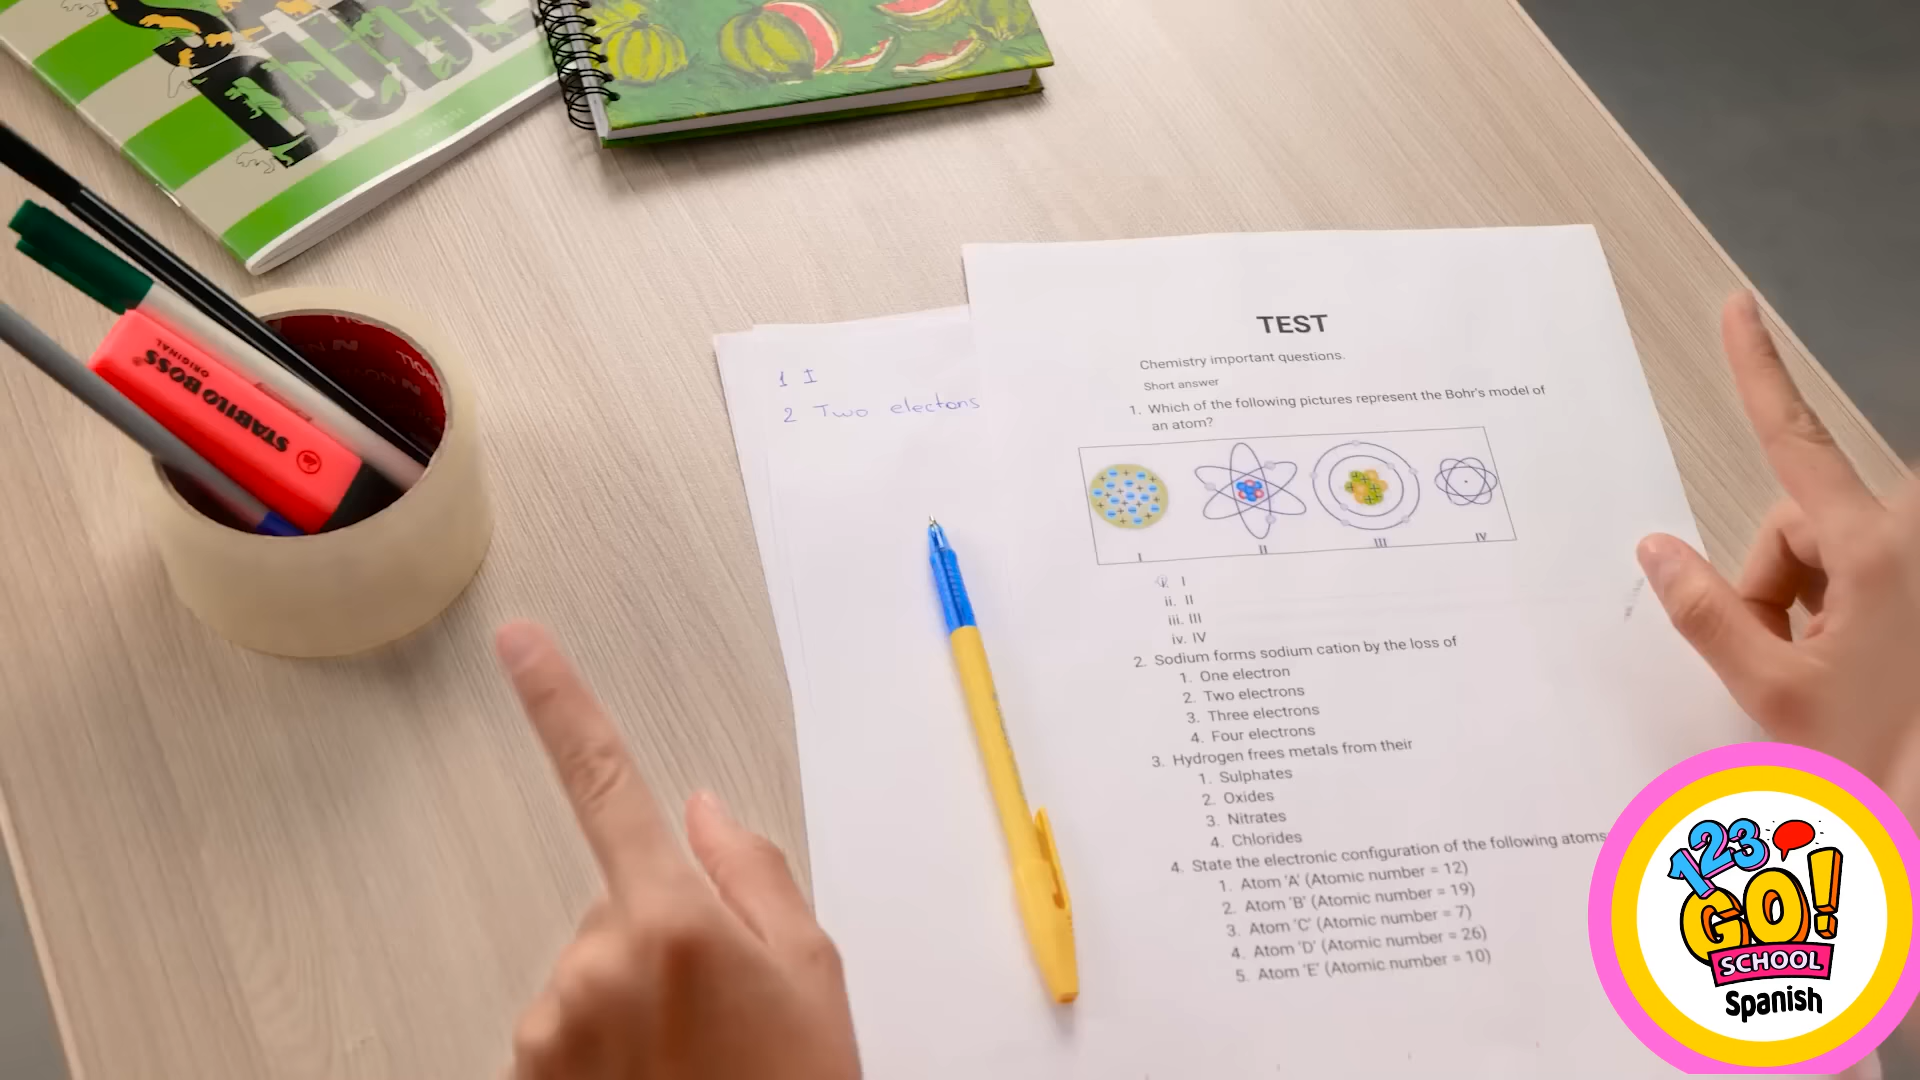 STABILO BOSS
ORIGINAL
1 I
2 Two electons
TEST
Chemistry important questions.
Short answer
1. Which of the following pictures represent the Bohr's model of
an atom?
I II III IV
I
ii. II
iii. III
iv. IV
2. Sodium forms sodium cation by the loss of
1. One electron
2. Two electrons
3. Three electrons
4. Four electrons
3. Hydrogen frees metals from their
1. Sulphates
2. Oxides
3. Nitrates
4. Chlorides
4. State the electronic configuration of the following atoms
1. Atom 'A' (Atomic number = 12)
2. Atom 'B' (Atomic number = 19)
3. Atom 'C' (Atomic number = 7)
4. Atom 'D' (Atomic number = 26)
5. Atom 'E' (Atomic number = 10)
123
GO!
SCHOOL
Spanish